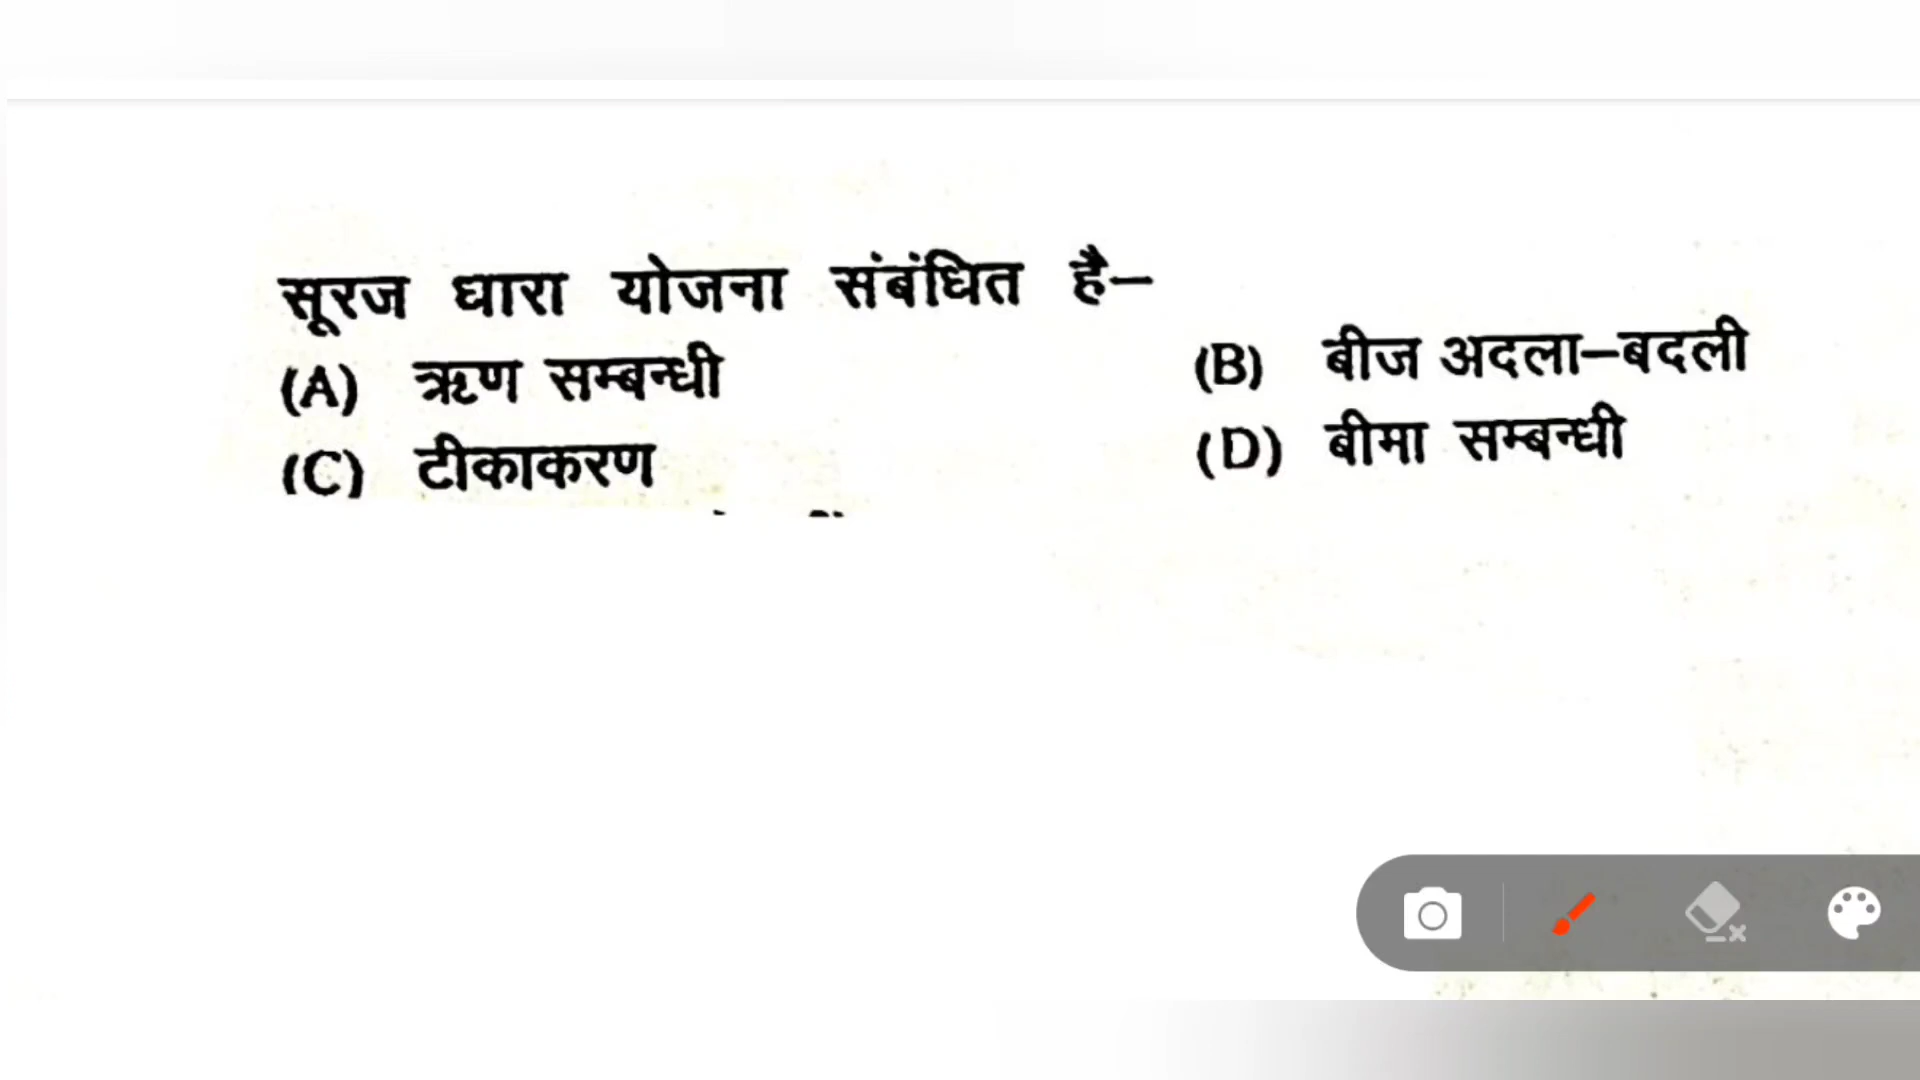 सूरज धारा योजना संबंधित है–
(A) ऋण सम्बन्धी (B) बीज अदला–बदली
(C) टीकाकरण (D) बीमा सम्बन्धी